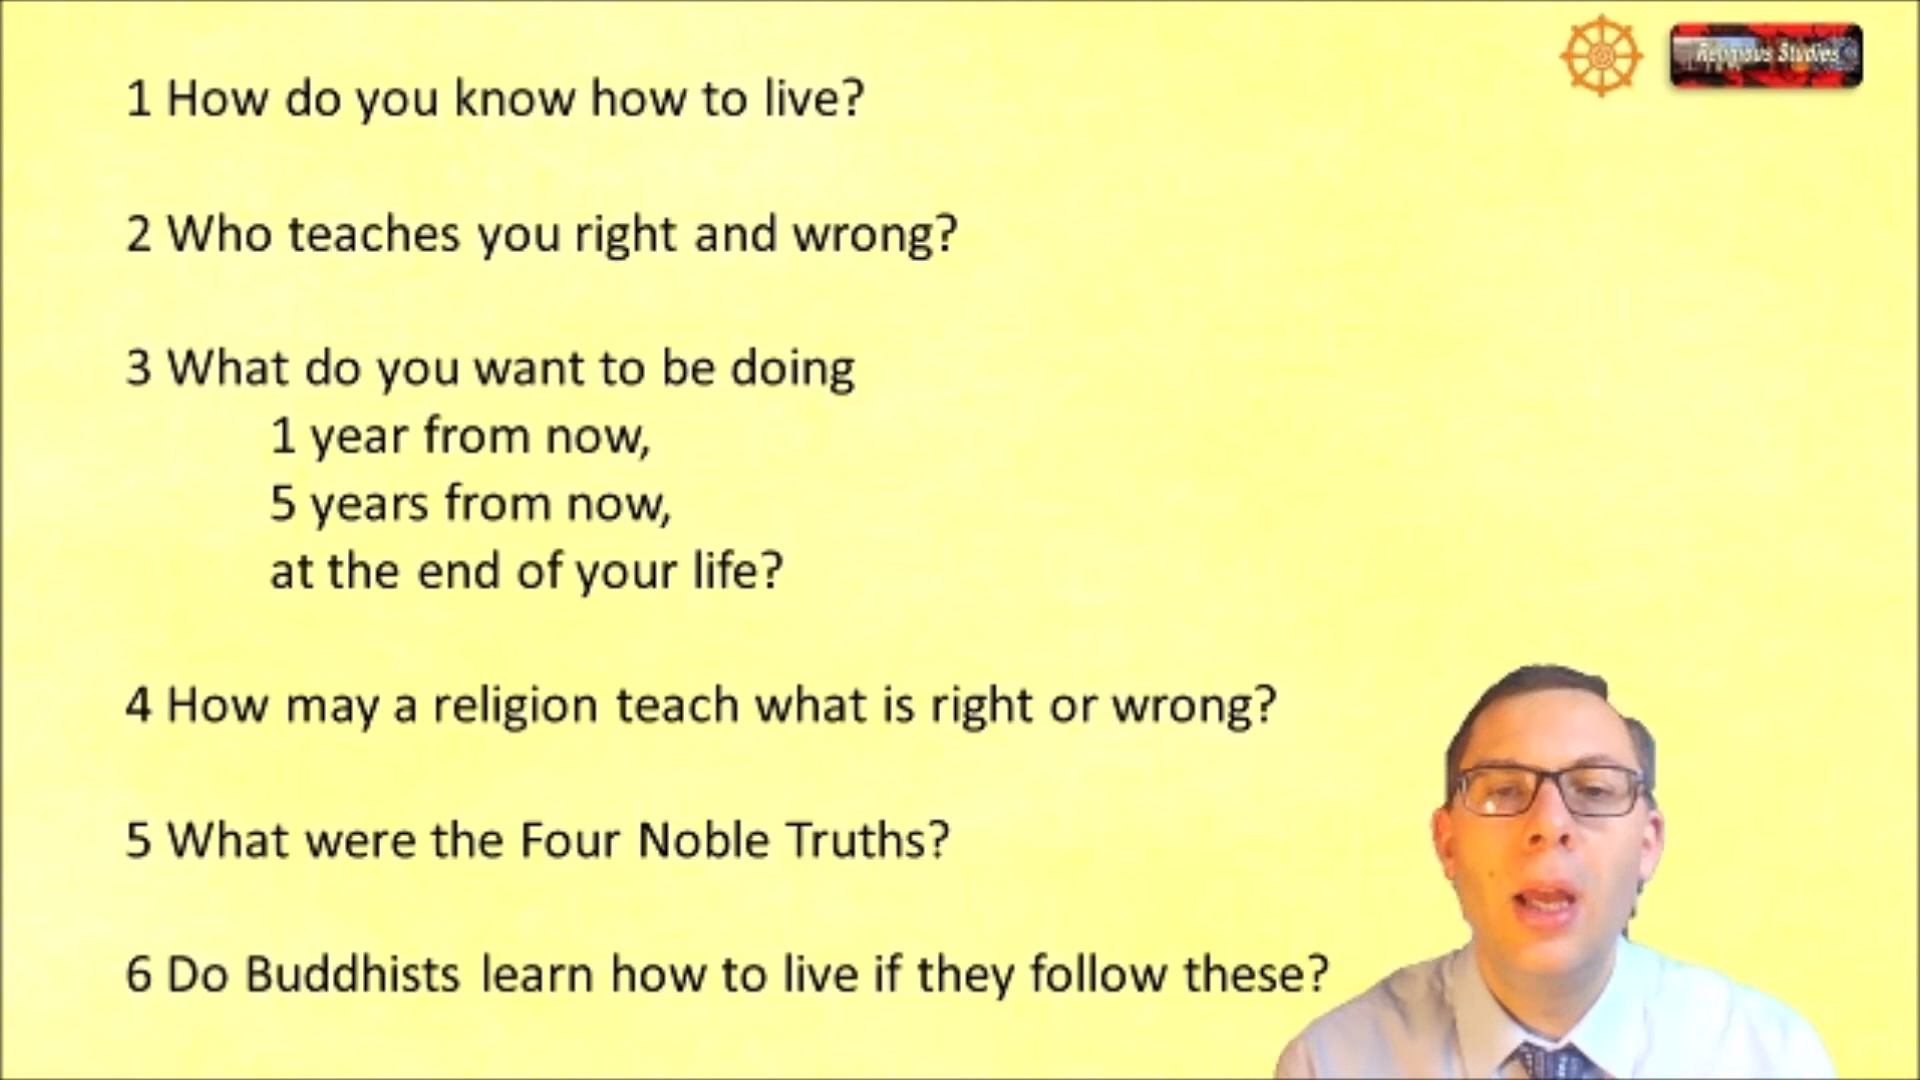 Religious Studies
1 How do you know how to live?
2 Who teaches you right and wrong?
3 What do you want to be doing
1 year from now,
5 years from now,
at the end of your life?
4 How may a religion teach what is right or wrong?
5 What were the Four Noble Truths?
6 Do Buddhists learn how to live if they follow these?